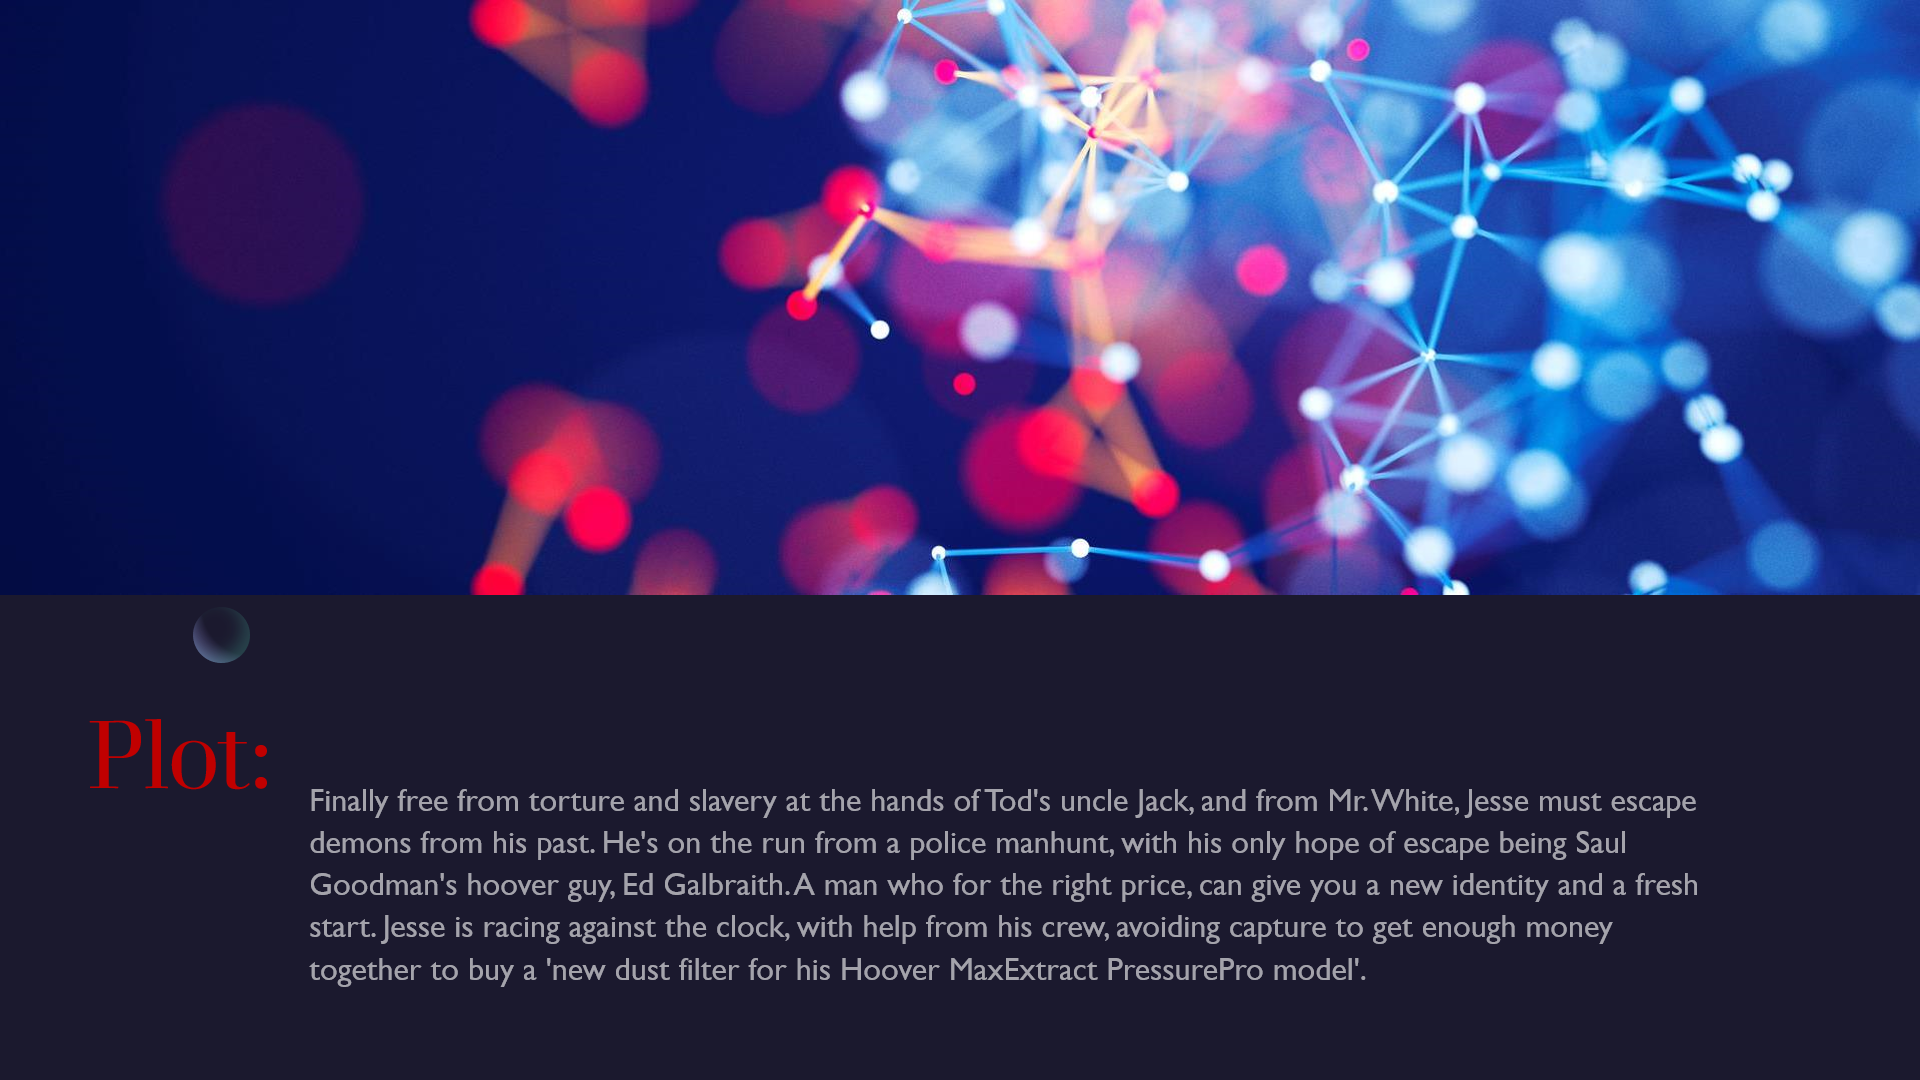 Plot:
Finally free from torture and slavery at the hands of Tod's uncle Jack, and from Mr. White, Jesse must escape
demons from his past. He's on the run from a police manhunt, with his only hope of escape being Saul
Goodman's hoover guy, Ed Galbraith. A man who for the right price, can give you a new identity and a fresh
start. Jesse is racing against the clock, with help from his crew, avoiding capture to get enough money
together to buy a 'new dust filter for his Hoover MaxExtract PressurePro model'.